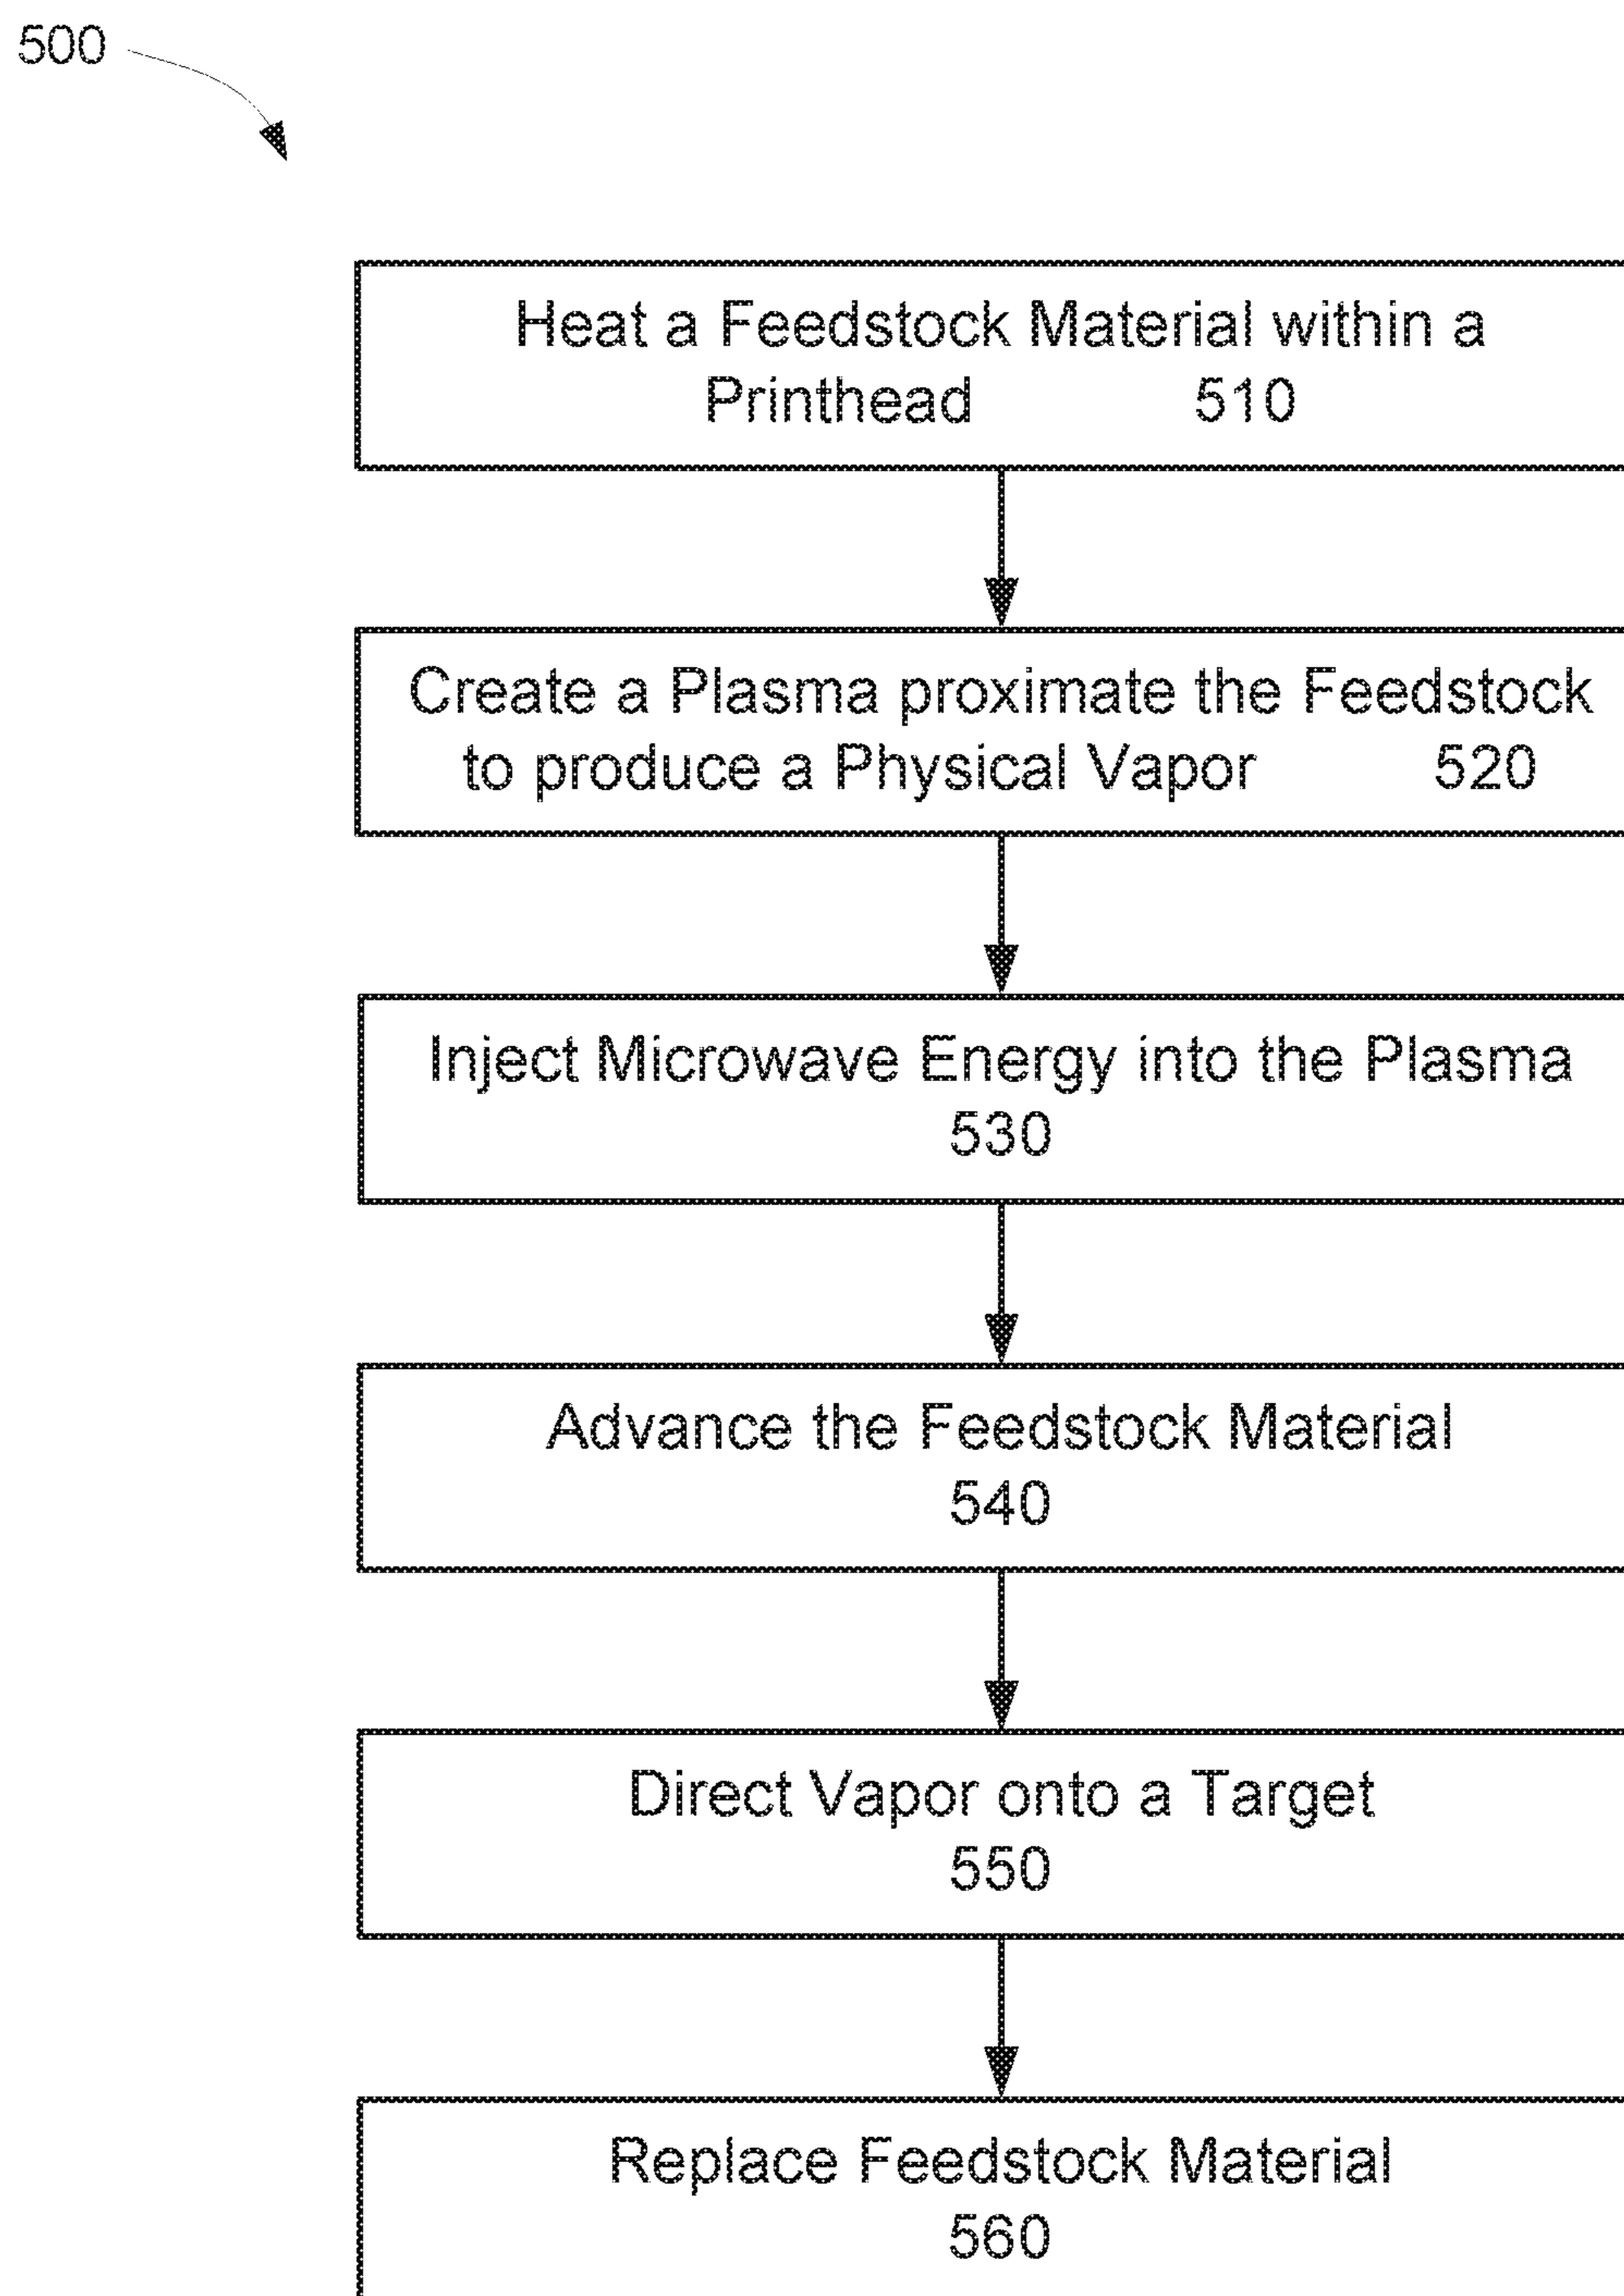 500
Heat a Feedstock Material within a
Printhead 510
Create a Plasma proximate the Feedstock
to produce a Physical Vapor 520
Inject Microwave Energy into the Plasma
530
Advance the Feedstock Material
540
Direct Vapor onto a Target
550
Replace Feedstock Material
560